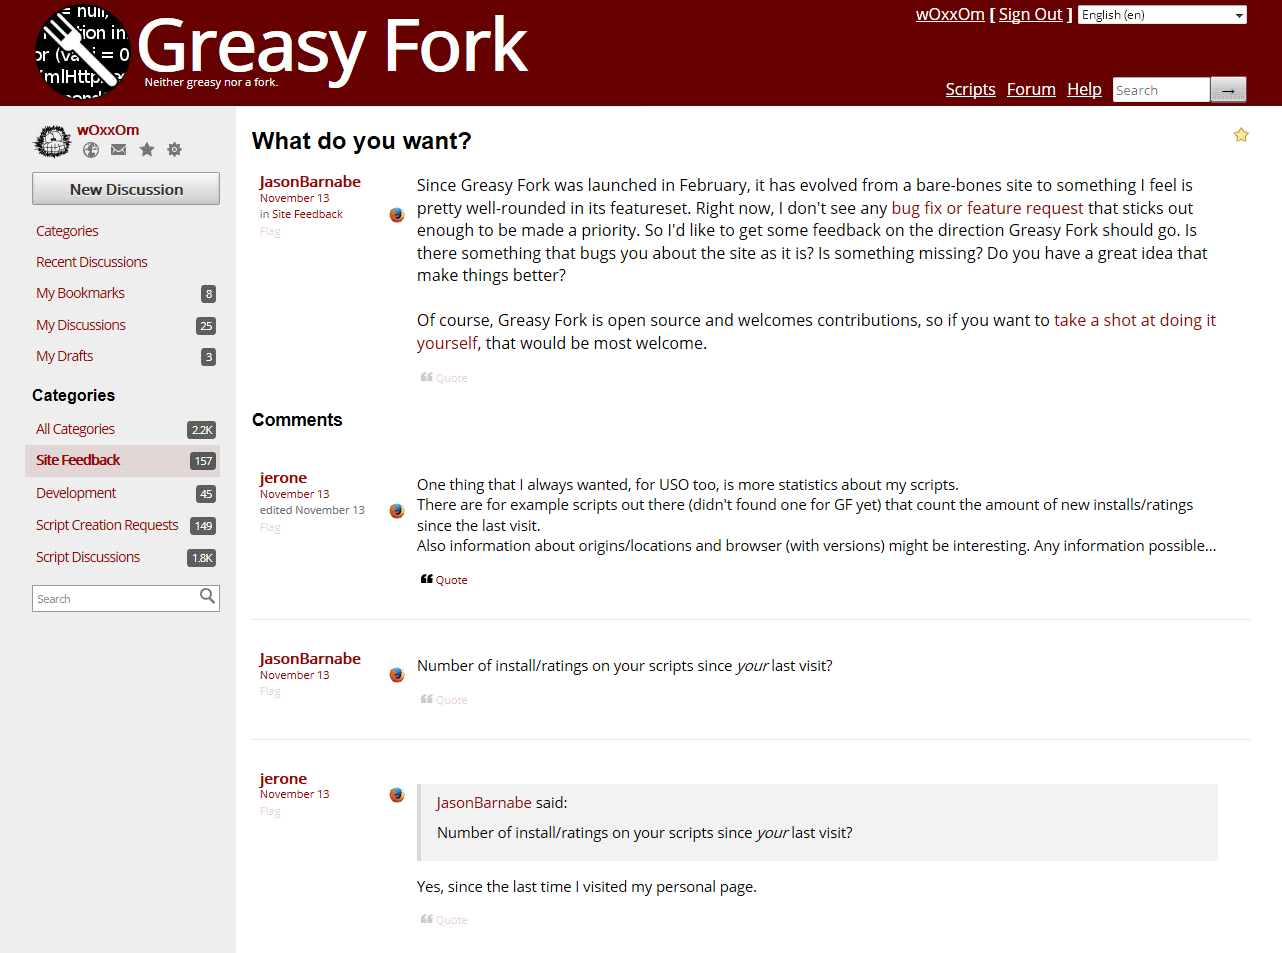 = null,
tion in
or (var i = 0
mlHttp
Greasy Fork
Neither greasy nor a fork.
wOxxOm [ Sign Out ] English (en)
Scripts Forum Help Search →
wOxxOm
New Discussion
Categories
Recent Discussions
My Bookmarks 8
My Discussions 25
My Drafts 3
Categories
All Categories 2.2K
Site Feedback 157
Development 45
Script Creation Requests 149
Script Discussions 1.8K
Search
What do you want?
JasonBarnabe
November 13
in Site Feedback
Flag
Since Greasy Fork was launched in February, it has evolved from a bare-bones site to something I feel is
pretty well-rounded in its featureset. Right now, I don't see any bug fix or feature request that sticks out
enough to be made a priority. So I'd like to get some feedback on the direction Greasy Fork should go. Is
there something that bugs you about the site as it is? Is something missing? Do you have a great idea that
make things better?
Of course, Greasy Fork is open source and welcomes contributions, so if you want to take a shot at doing it
yourself, that would be most welcome.
Quote
Comments
jerone
November 13
edited November 13
Flag
One thing that I always wanted, for USO too, is more statistics about my scripts.
There are for example scripts out there (didn't found one for GF yet) that count the amount of new installs/ratings
since the last visit.
Also information about origins/locations and browser (with versions) might be interesting. Any information possible...
Quote
JasonBarnabe
November 13
Flag
Number of install/ratings on your scripts since your last visit?
Quote
jerone
November 13
Flag
JasonBarnabe said:
Number of install/ratings on your scripts since your last visit?
Yes, since the last time I visited my personal page.
Quote